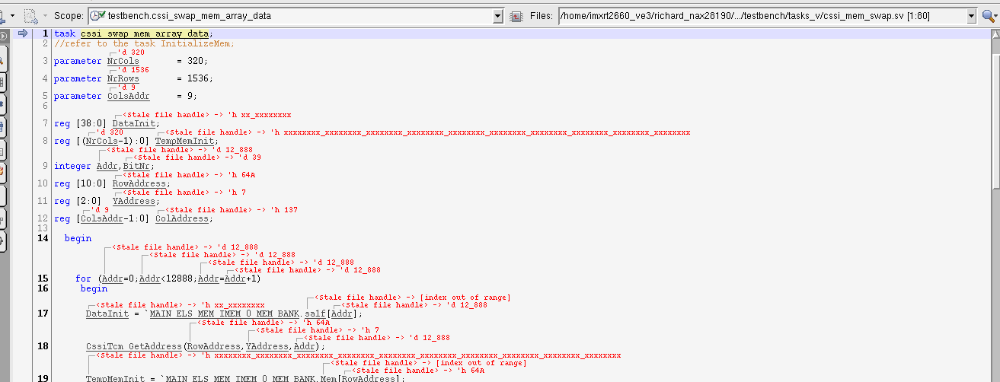 Scope: testbench.cssi_swap_mem_array_data Files: /home/imxrt2660_ve3/richard_nax28190/.../testbench/tasks_v/cssi_mem_swap.sv [1:80]
1 task cssi_swap_mem_array_data;
2 //refer to the task InitializeMem;
'd 320
3 parameter NrCols = 320;
'd 1536
4 parameter NrRows = 1536;
'd 9
5 parameter ColsAddr = 9;
6
<Stale file handle> -> 'h xx_xxxxxxxx
7 reg [38:0] DataInit;
'd 320 <Stale file handle> -> 'h xxxxxxxx_xxxxxxxx_xxxxxxxx_xxxxxxxx_xxxxxxxx_xxxxxxxx_xxxxxxxx_xxxxxxxx_xxxxxxxx_xxxxxxxx
8 reg [(NrCols-1):0] TempMemInit;
<Stale file handle> -> 'd 12_888
<Stale file handle> -> 'd 39
9 integer Addr,BitNr;
<Stale file handle> -> 'h 64A
10 reg [10:0] RowAddress;
<Stale file handle> -> 'h 7
11 reg [2:0] YAddress;
'd 9 <Stale file handle> -> 'h 137
12 reg [ColsAddr-1:0] ColAddress;
13
14 begin
<Stale file handle> -> 'd 12_888
<Stale file handle> -> 'd 12_888
<Stale file handle> -> 'd 12_888
<Stale file handle> -> 'd 12_888
15 for (Addr=0;Addr<12888;Addr=Addr+1)
16 begin
<Stale file handle> -> [index out of range]
<Stale file handle> -> 'h xx_xxxxxxxx <Stale file handle> -> 'd 12_888
17 DataInit = `MAIN_ELS_MEM_IMEM_0_MEM_BANK.sa1f[Addr];
<Stale file handle> -> 'h 64A
<Stale file handle> -> 'h 7
<Stale file handle> -> 'd 12_888
18 CssiTcm_GetAddress(RowAddress,YAddress,Addr);
<Stale file handle> -> 'h xxxxxxxx_xxxxxxxx_xxxxxxxx_xxxxxxxx_xxxxxxxx_xxxxxxxx_xxxxxxxx_xxxxxxxx_xxxxxxxx_xxxxxxxx
<Stale file handle> -> [index out of range]
<Stale file handle> -> 'h 64A
19 TempMemInit = `MAIN_ELS_MEM_IMEM_0_MEM_BANK.Mem[RowAddress];